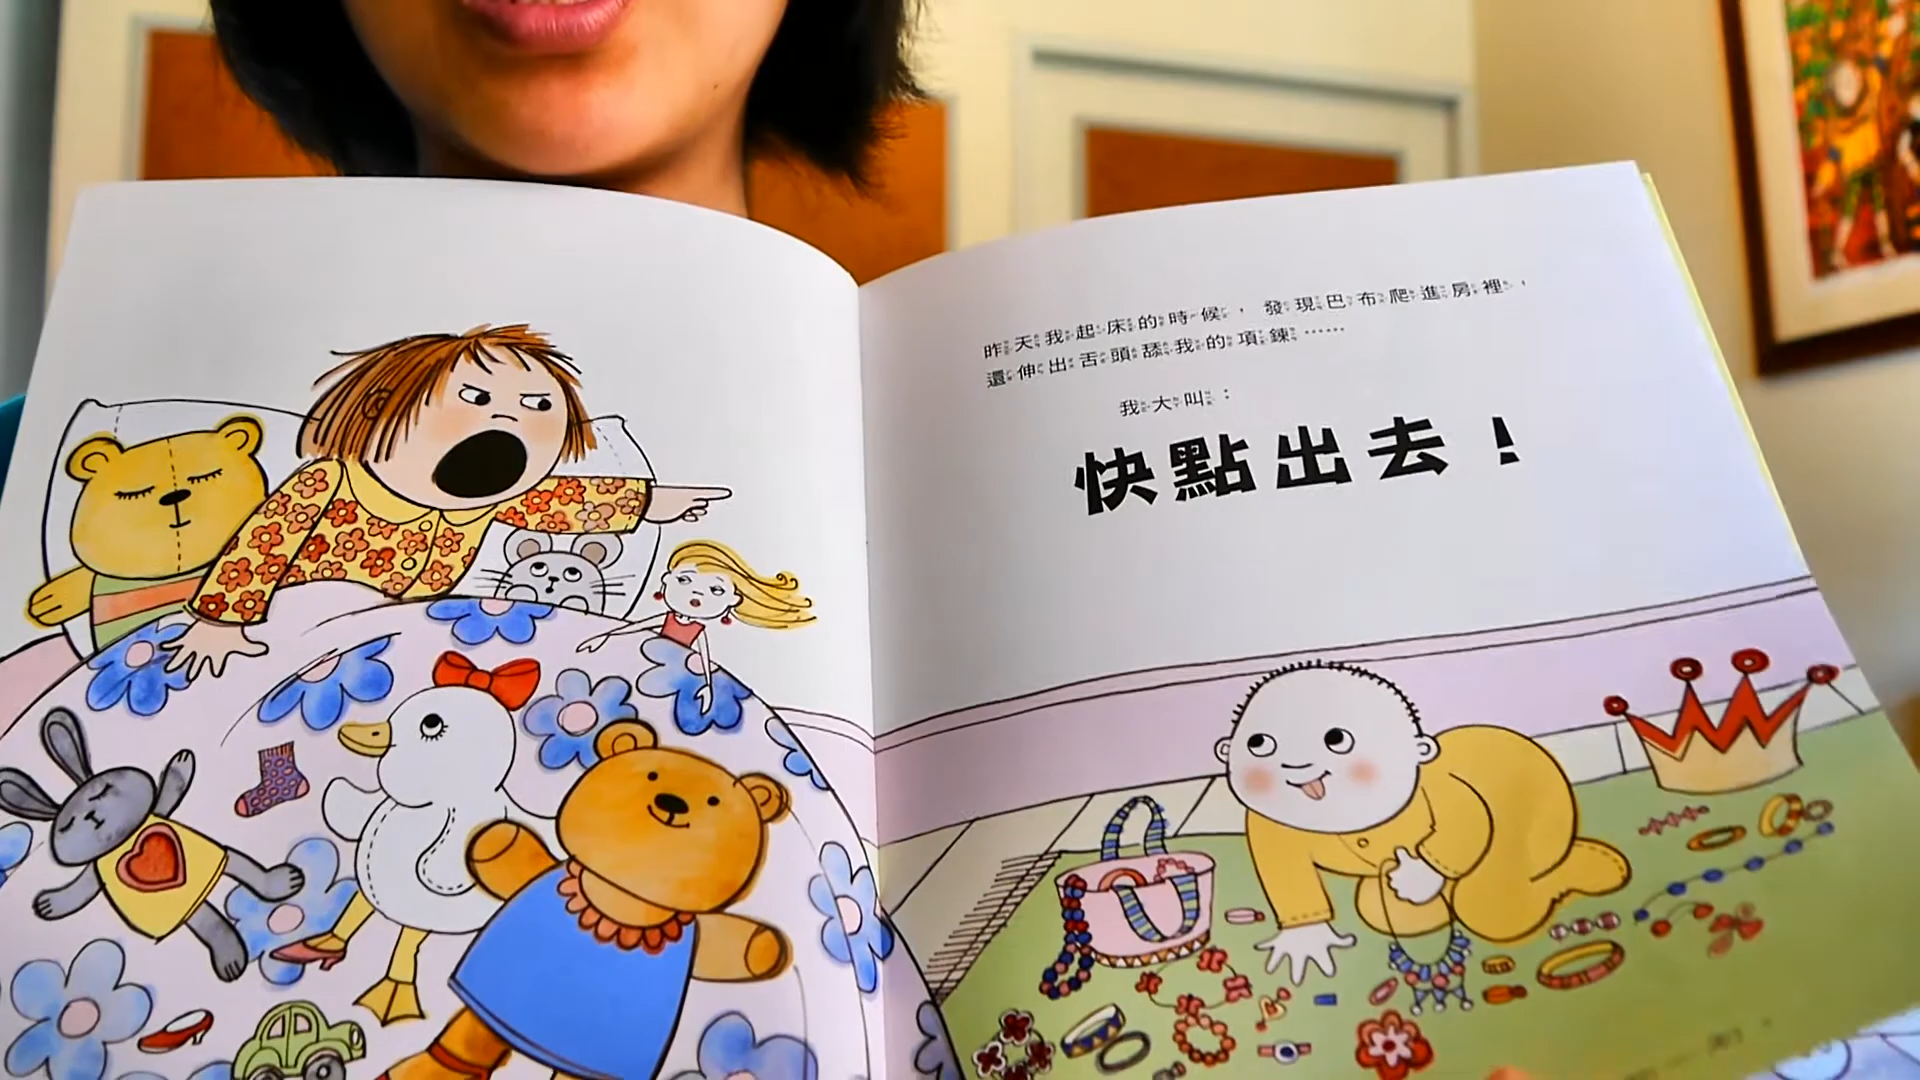 昨天我起床的時候，發現巴布爬進房裡，
還伸出舌頭舔我的項鍊……
我大叫：
快點出去！